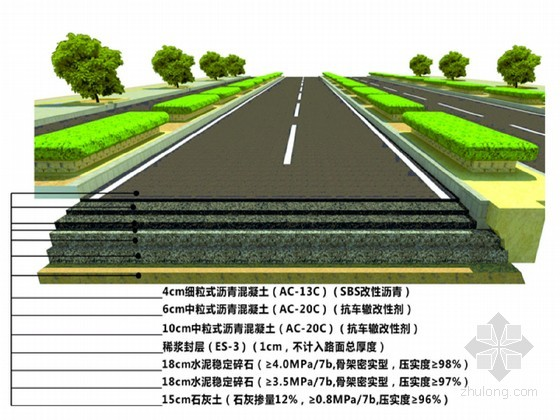 4cm细粒式沥青混凝土（AC-13C）（SBS改性沥青）
6cm中粒式沥青混凝土（AC-20C）（抗车辙改性剂）
10cm中粒式沥青混凝土（AC-20C）（抗车辙改性剂）
稀浆封层（ES-3）（1cm，不计入路面总厚度）
18cm水泥稳定碎石（≥4.0MPa/7b,骨架密实型，压实度≥98%）
18cm水泥稳定碎石（≥3.5MPa/7b,骨架密实型，压实度≥97%）
15cm石灰土（石灰掺量12%，≥0.8MPa/7b,压实度≥96%）
zhulong.com